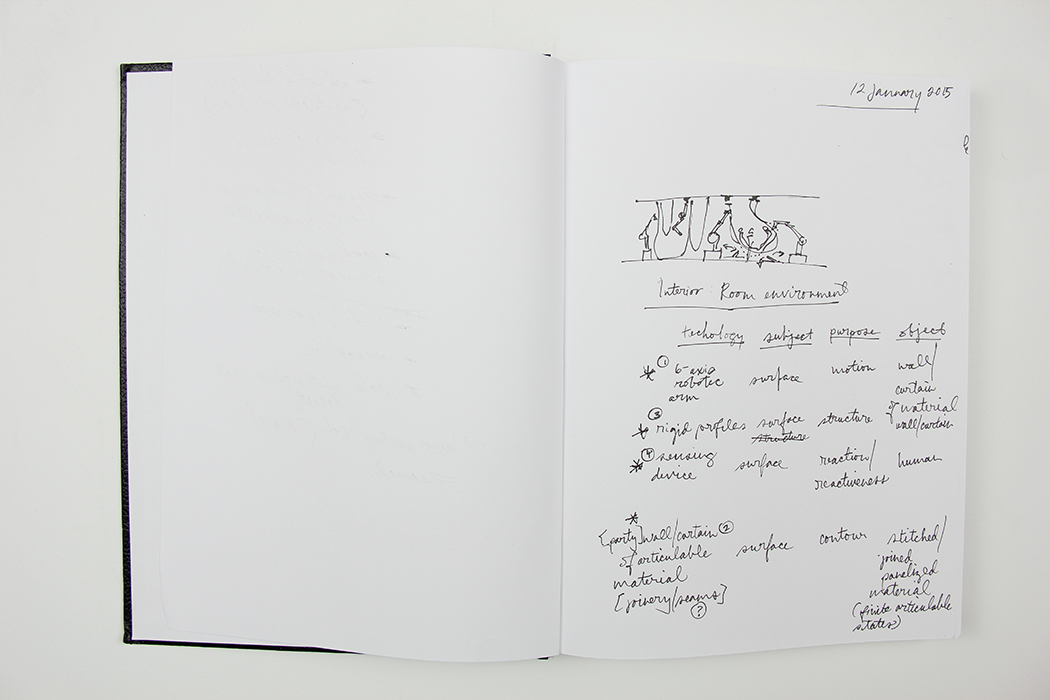 12 January 2015
Interior Room environment
techology subject purpose object
* ① 6-axis robotic arm surface motion wall/ curtain
* ③ rigid profiles surface structure structure of material wall/curtain
* ④ sensing device surface reaction/ reactiveness human
*
[party] wall/curtain ② surface contour stitched/
of articulable joined
material panelized
[joinery/seams] material
? (finite articulable
states)